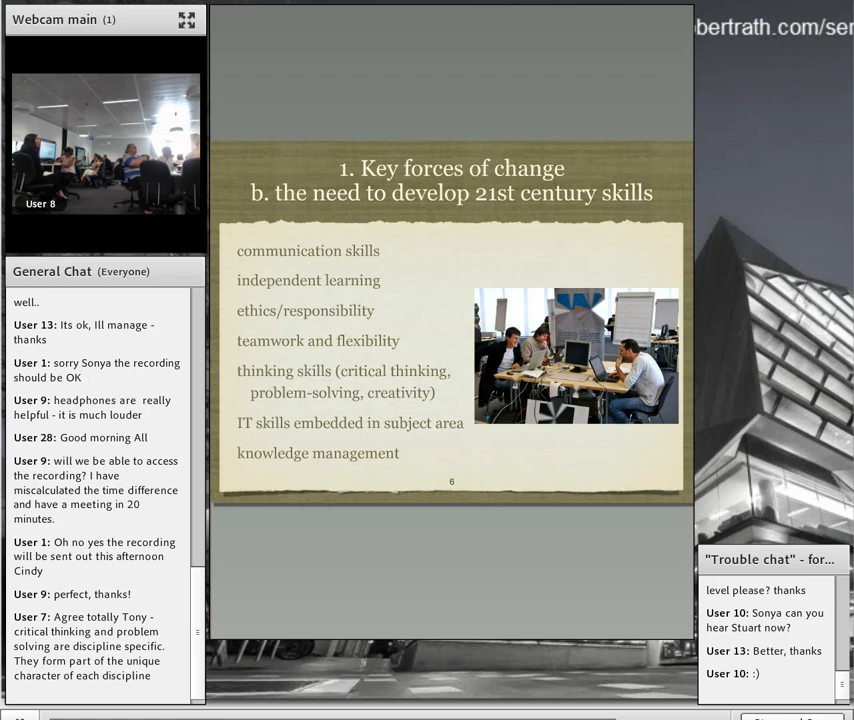 Webcam main (1)
User 8
General Chat (Everyone)
well..
User 13: Its ok, Ill manage -
thanks
User 1: sorry Sonya the recording
should be OK
User 9: headphones are really
helpful - it is much louder
User 28: Good morning All
User 9: will we be able to access
the recording? I have
miscalculated the time difference
and have a meeting in 20
minutes.
User 1: Oh no yes the recording
will be sent out this afternoon
Cindy
User 9: perfect, thanks!
User 7: Agree totally Tony -
critical thinking and problem
solving are discipline specific.
They form part of the unique
character of each discipline
1. Key forces of change
b. the need to develop 21st century skills
communication skills
independent learning
ethics/responsibility
teamwork and flexibility
thinking skills (critical thinking,
problem-solving, creativity)
IT skills embedded in subject area
knowledge management
6
bertrath.com/ser
"Trouble chat" - for...
level please? thanks
User 10: Sonya can you
hear Stuart now?
User 13: Better, thanks
User 10: :)